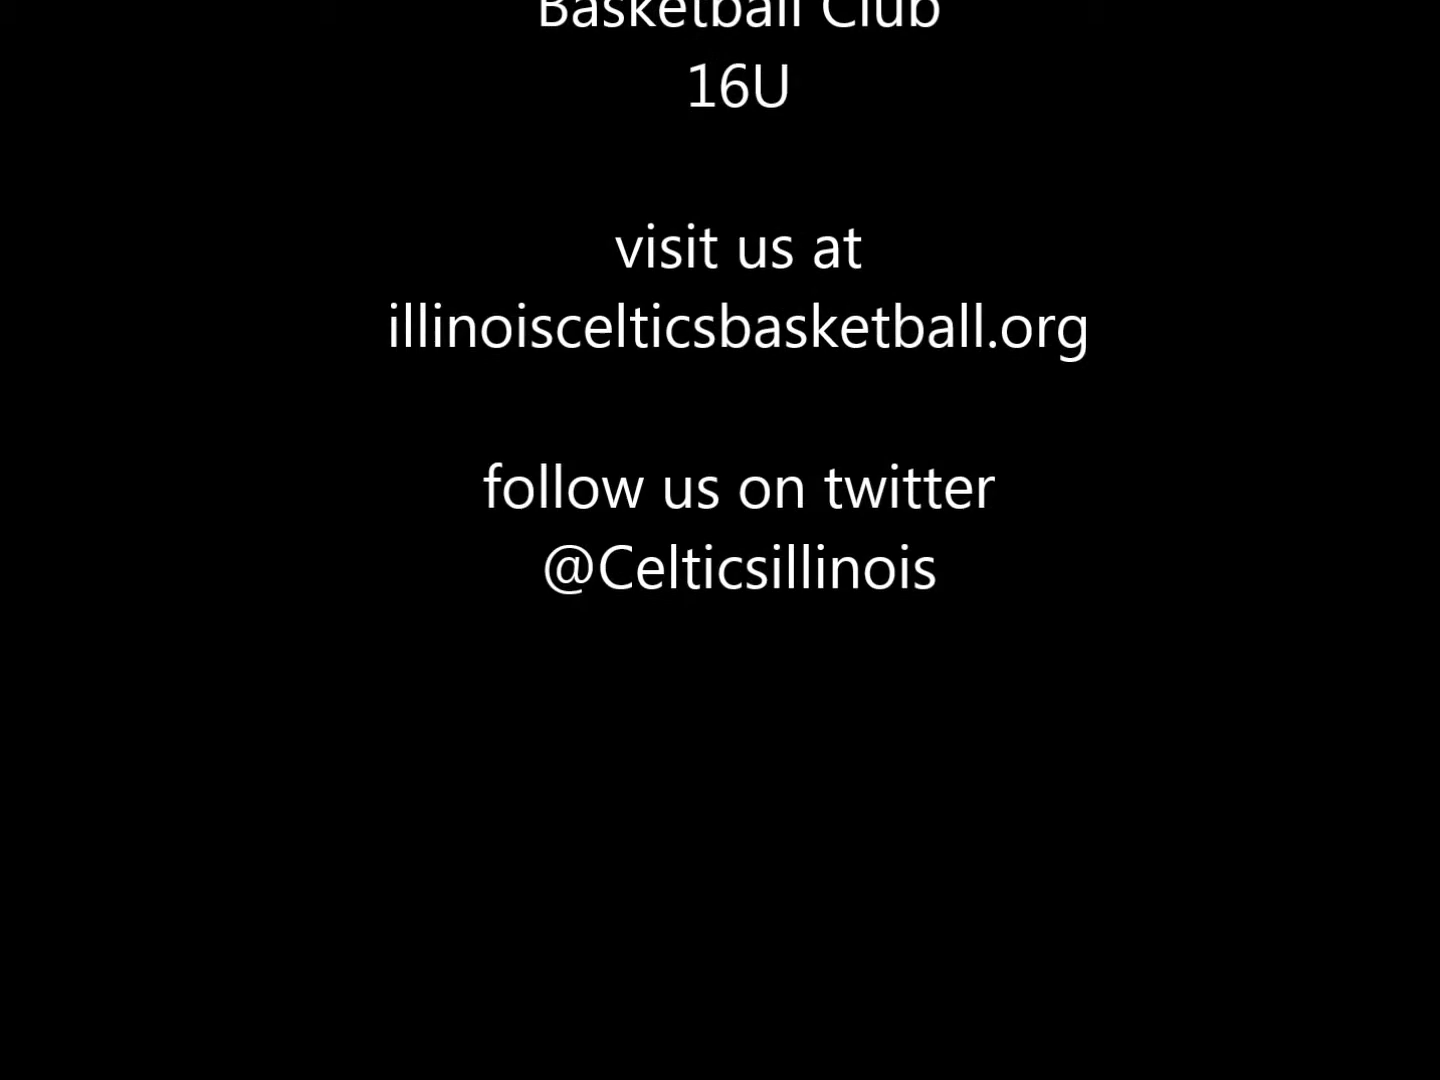 Basketball Club
16U
visit us at
illinoiscelticsbasketball.org
follow us on twitter
@Celticsillinois